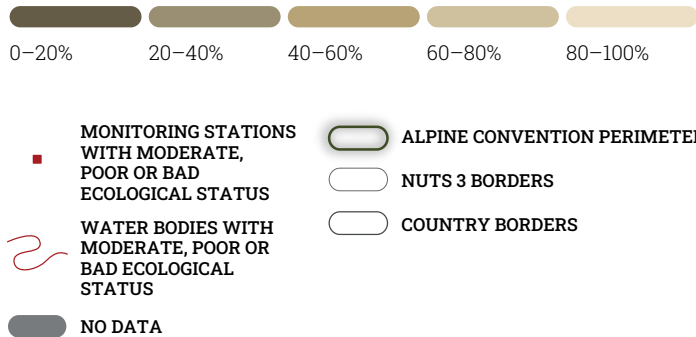 0–20%
20–40%
40–60%
60–80%
80–100%
MONITORING STATIONS
WITH MODERATE,
POOR OR BAD
ECOLOGICAL STATUS
WATER BODIES WITH
MODERATE, POOR OR
BAD ECOLOGICAL
STATUS
NO DATA
ALPINE CONVENTION PERIMETER
NUTS 3 BORDERS
COUNTRY BORDERS